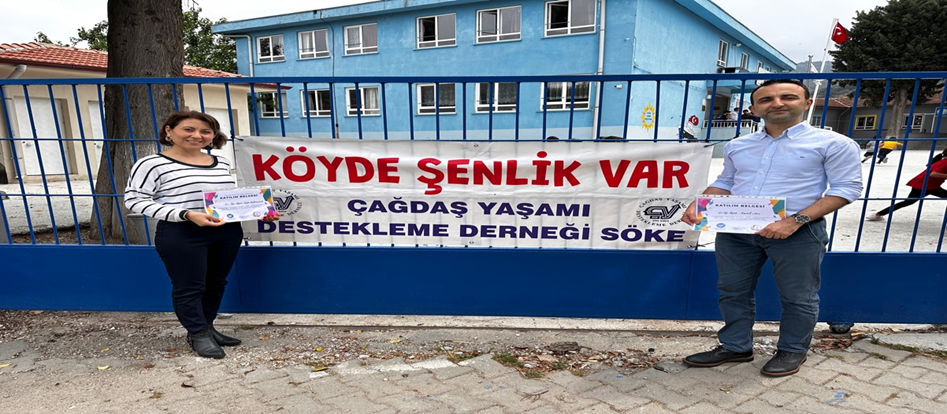 KÖYDE ŞENLİK VAR
ÇAĞDAŞ YAŞAMI
DESTEKLEME DERNEĞİ SÖKE
KATILIM BELGESİ
KATILIM BELGESİ